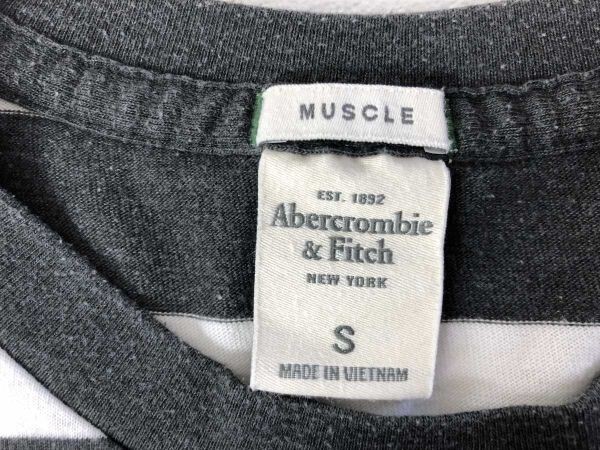 MUSCLE
EST. 1892
Abercrombie
& Fitch
NEW YORK
S
MADE IN VIETNAM